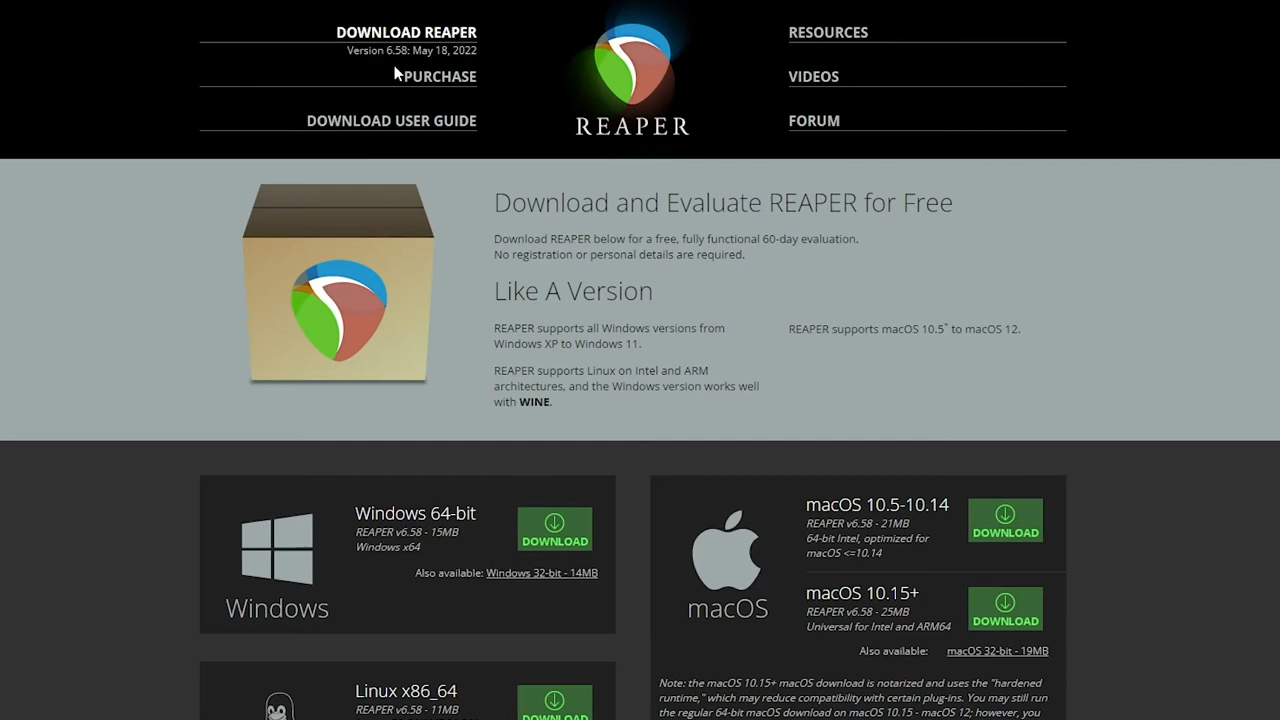 DOWNLOAD REAPER
Version 6.58: May 18, 2022
PURCHASE
DOWNLOAD USER GUIDE
REAPER
RESOURCES
VIDEOS
FORUM
Download and Evaluate REAPER for Free
Download REAPER below for a free, fully functional 60-day evaluation.
No registration or personal details are required.
Like A Version
REAPER supports all Windows versions from
Windows XP to Windows 11.
REAPER supports Linux on Intel and ARM
architectures, and the Windows version works well
with WINE.
REAPER supports macOS 10.5* to macOS 12.
Windows
Windows 64-bit
REAPER v6.58 - 15MB
Windows x64
DOWNLOAD
Also available: Windows 32-bit - 14MB
macOS
macOS 10.5-10.14
REAPER v6.58 - 21MB
64-bit Intel, optimized for
macOS <=10.14
DOWNLOAD
macOS 10.15+
REAPER v6.58 - 25MB
Universal for Intel and ARM64
DOWNLOAD
Also available: macOS 32-bit - 19MB
Note: the macOS 10.15+ macOS download is notarized and uses the "hardened
runtime," which may reduce compatibility with certain plug-ins. You may still run
the regular 64-bit macOS download on macOS 10.15 - macOS 12; however, you
Linux x86_64
REAPER v6.58 - 11MB
DOWNLOAD